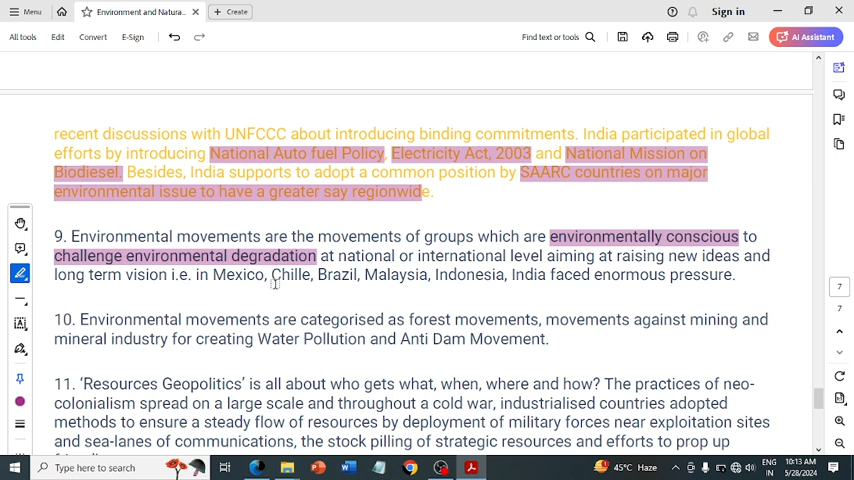 Menu
Environment and Natura...
Create
Sign in
All tools Edit Convert E-Sign
Find text or tools
AI Assistant
recent discussions with UNFCCC about introducing binding commitments. India participated in global
efforts by introducing National Auto fuel Policy, Electricity Act, 2003 and National Mission on
Biodiesel. Besides, India supports to adopt a common position by SAARC countries on major
environmental issue to have a greater say regionwide.
9. Environmental movements are the movements of groups which are environmentally conscious to
challenge environmental degradation at national or international level aiming at raising new ideas and
long term vision i.e. in Mexico, Chille, Brazil, Malaysia, Indonesia, India faced enormous pressure.
10. Environmental movements are categorised as forest movements, movements against mining and
mineral industry for creating Water Pollution and Anti Dam Movement.
11. ‘Resources Geopolitics’ is all about who gets what, when, where and how? The practices of neo-
colonialism spread on a large scale and throughout a cold war, industrialised countries adopted
methods to ensure a steady flow of resources by deployment of military forces near exploitation sites
and sea-lanes of communications, the stock pilling of strategic resources and efforts to prop up
7
7
Type here to search
45°C Haze
ENG
IN
10:13 AM
5/28/2024